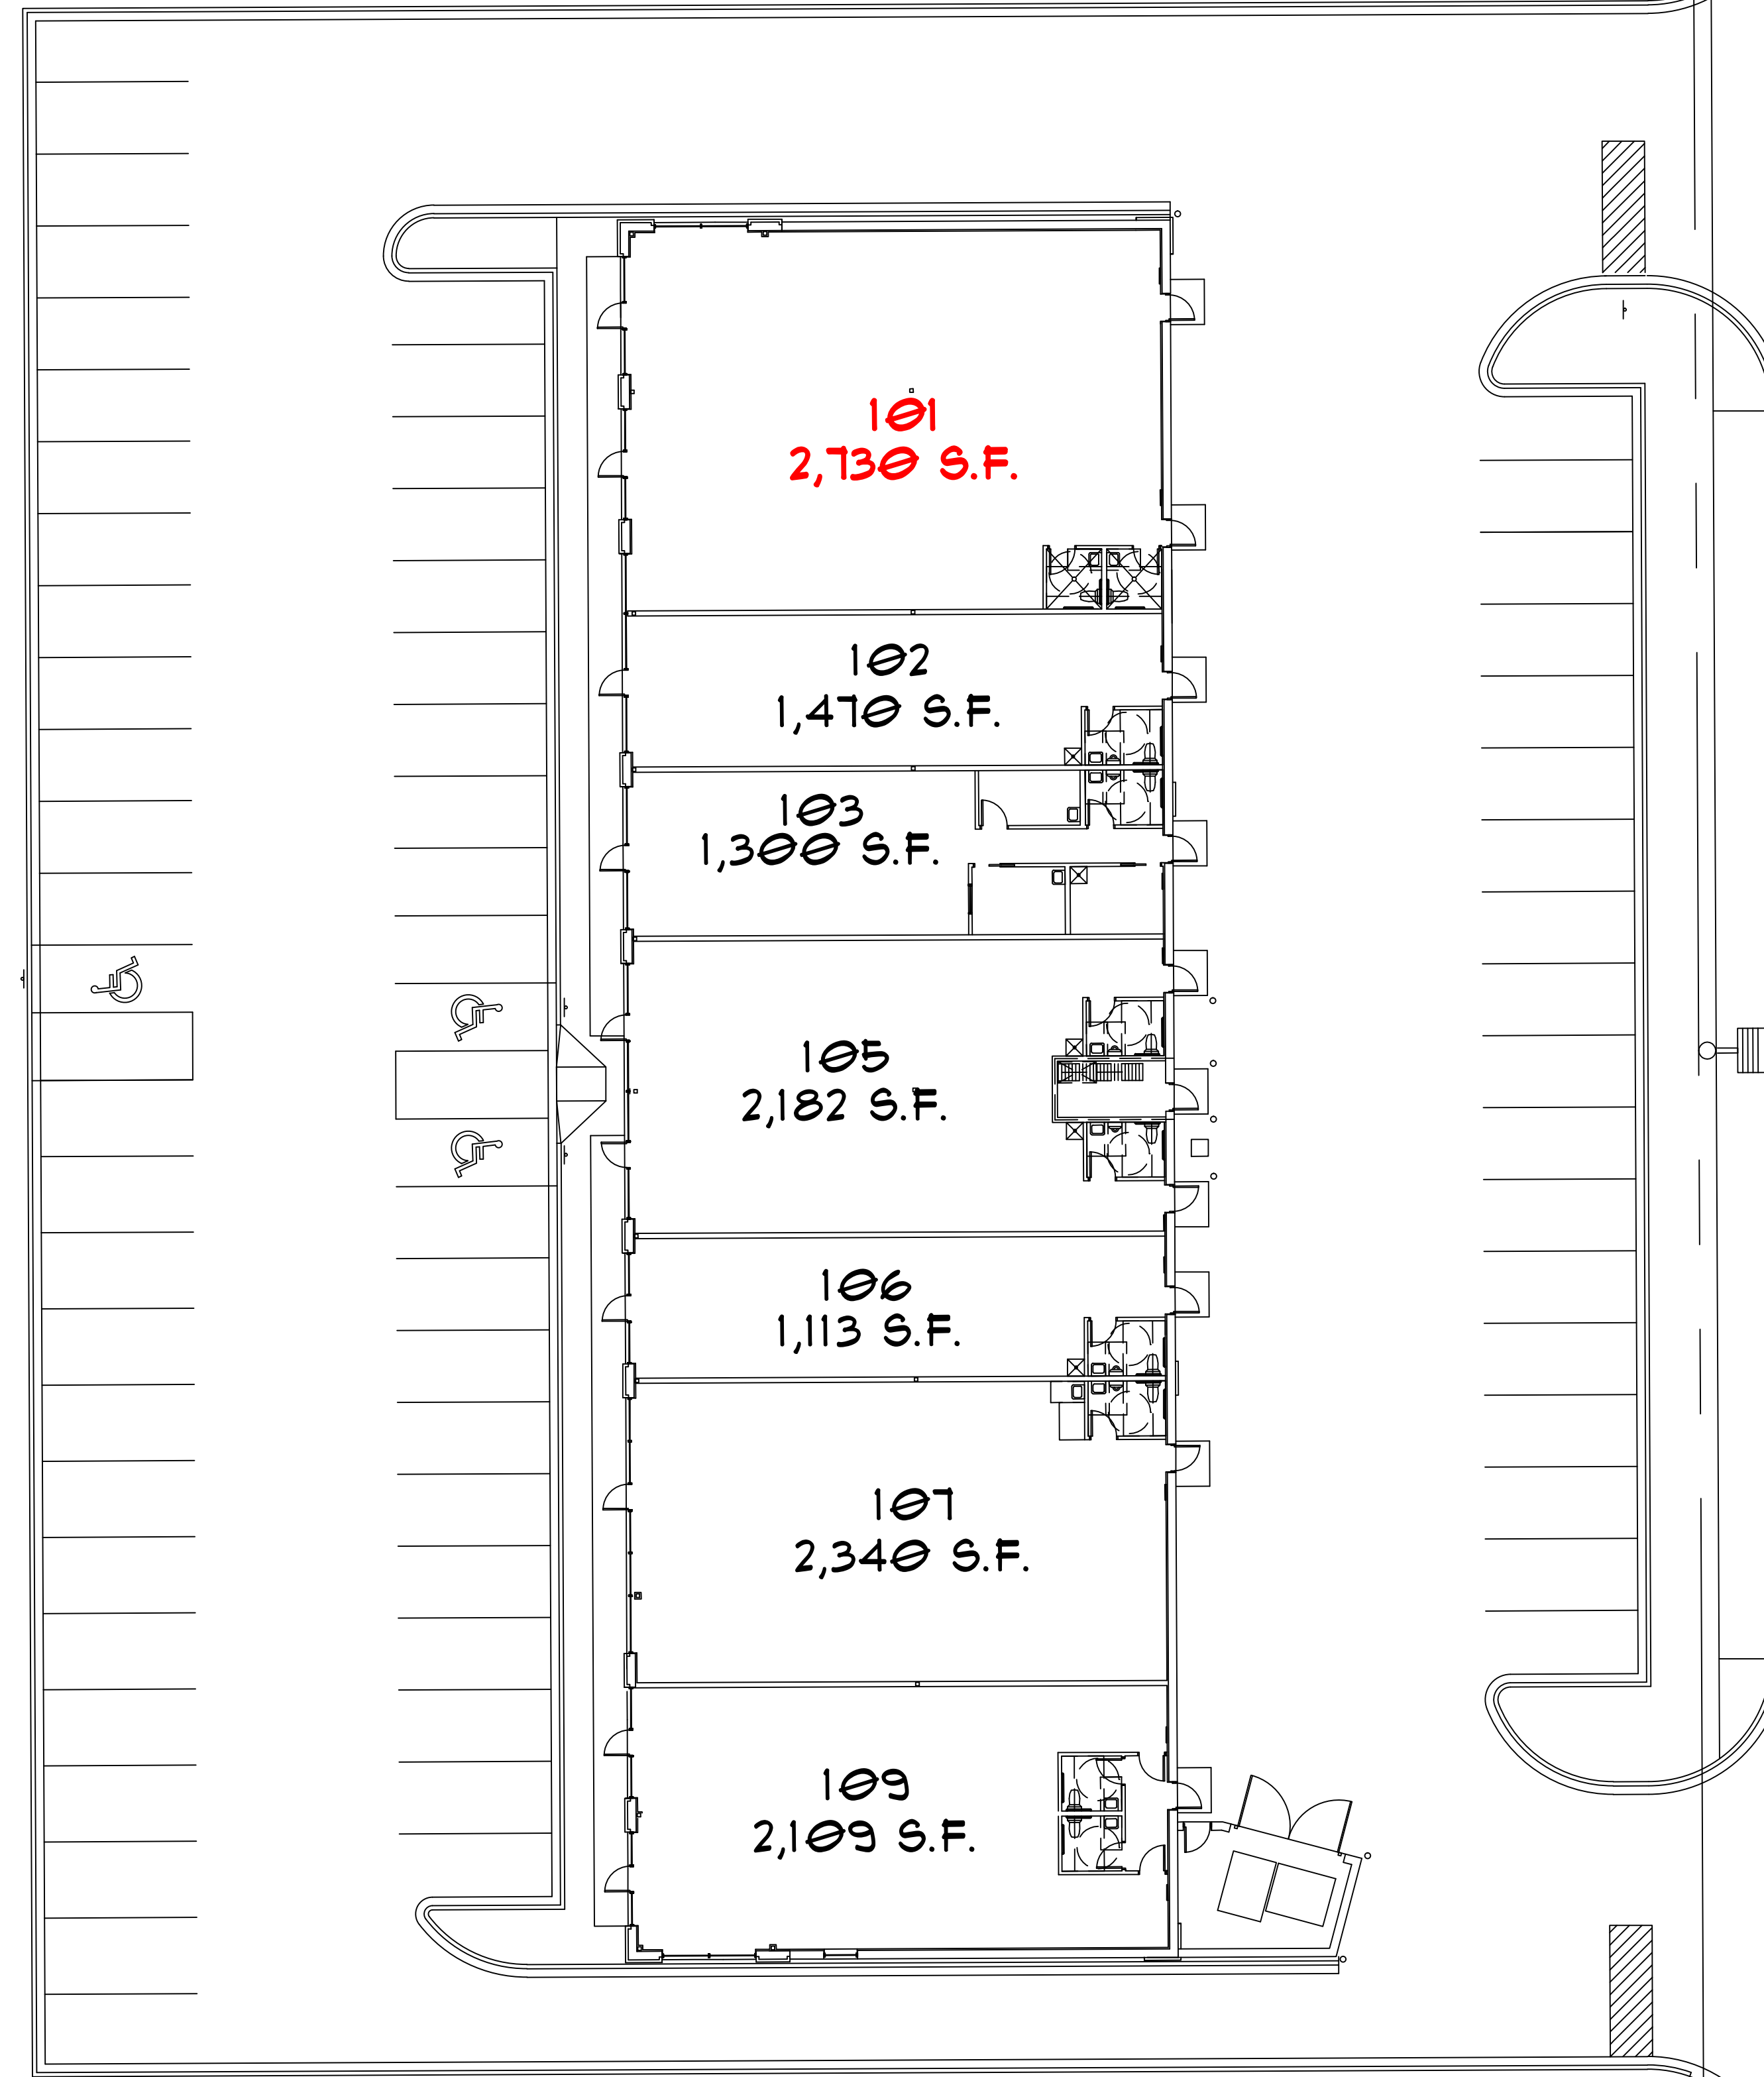 101
2,730 S.F.
102
1,470 S.F.
103
1,300 S.F.
105
2,182 S.F.
106
1,113 S.F.
107
2,340 S.F.
109
2,109 S.F.